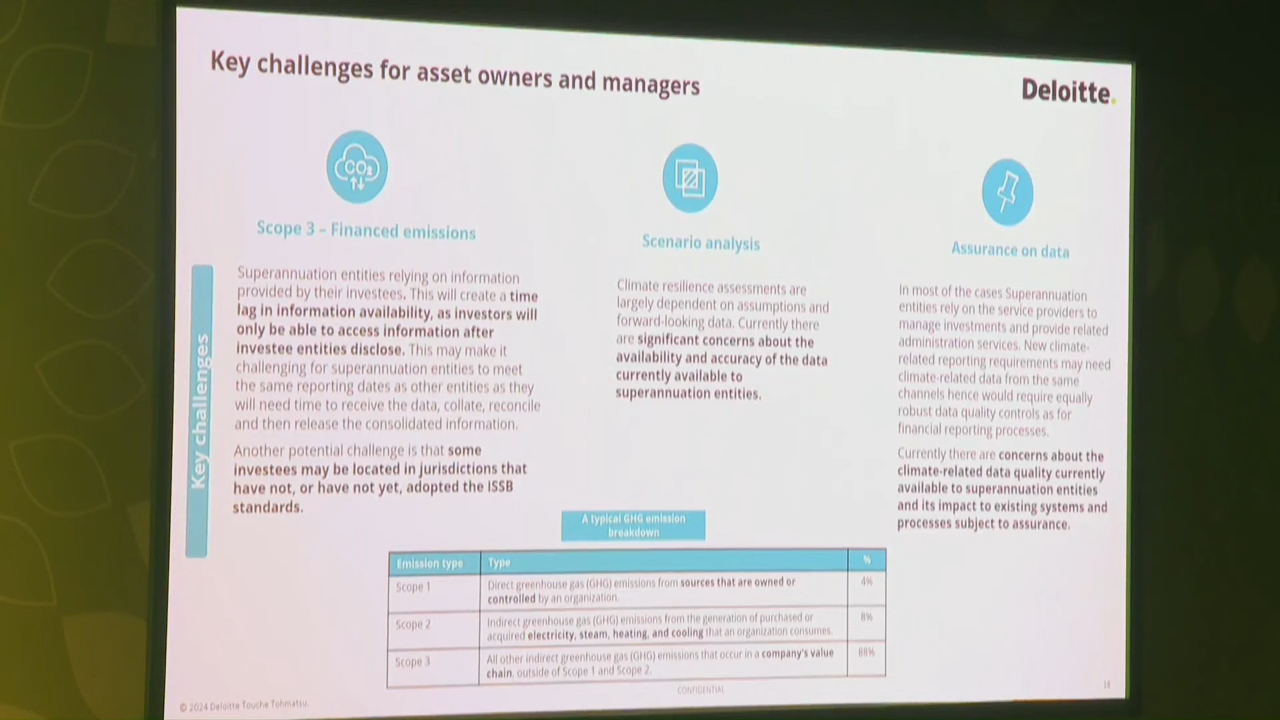 Key challenges for asset owners and managers
Deloitte.
CO₂
Scope 3 – Financed emissions
Scenario analysis
Assurance on data
Key challenges
Superannuation entities relying on information
provided by their investees. This will create a time
lag in information availability, as investors will
only be able to access information after
investee entities disclose. This may make it
challenging for superannuation entities to meet
the same reporting dates as other entities as they
will need time to receive the data, collate, reconcile
and then release the consolidated information.
Another potential challenge is that some
investees may be located in jurisdictions that
have not, or have not yet, adopted the ISSB
standards.
Climate resilience assessments are
largely dependent on assumptions and
forward-looking data. Currently there
are significant concerns about the
availability and accuracy of the data
currently available to
superannuation entities.
In most of the cases Superannuation
entities rely on the service providers to
manage investments and provide related
administration services. New climate-
related reporting requirements may need
climate-related data from the same
channels hence would require equally
robust data quality controls as for
financial reporting processes.
Currently there are concerns about the
climate-related data quality currently
available to superannuation entities
and its impact to existing systems and
processes subject to assurance.
A typical GHG emission
breakdown
Emission type Type %
Scope 1 Direct greenhouse gas (GHG) emissions from sources that are owned or 4%
controlled by an organization.
Scope 2 Indirect greenhouse gas (GHG) emissions from the generation of purchased or 8%
acquired electricity, steam, heating, and cooling that an organization consumes.
Scope 3 All other indirect greenhouse gas (GHG) emissions that occur in a company's value 88%
chain, outside of Scope 1 and Scope 2.
CONFIDENTIAL
18
© 2024 Deloitte Touche Tohmatsu.